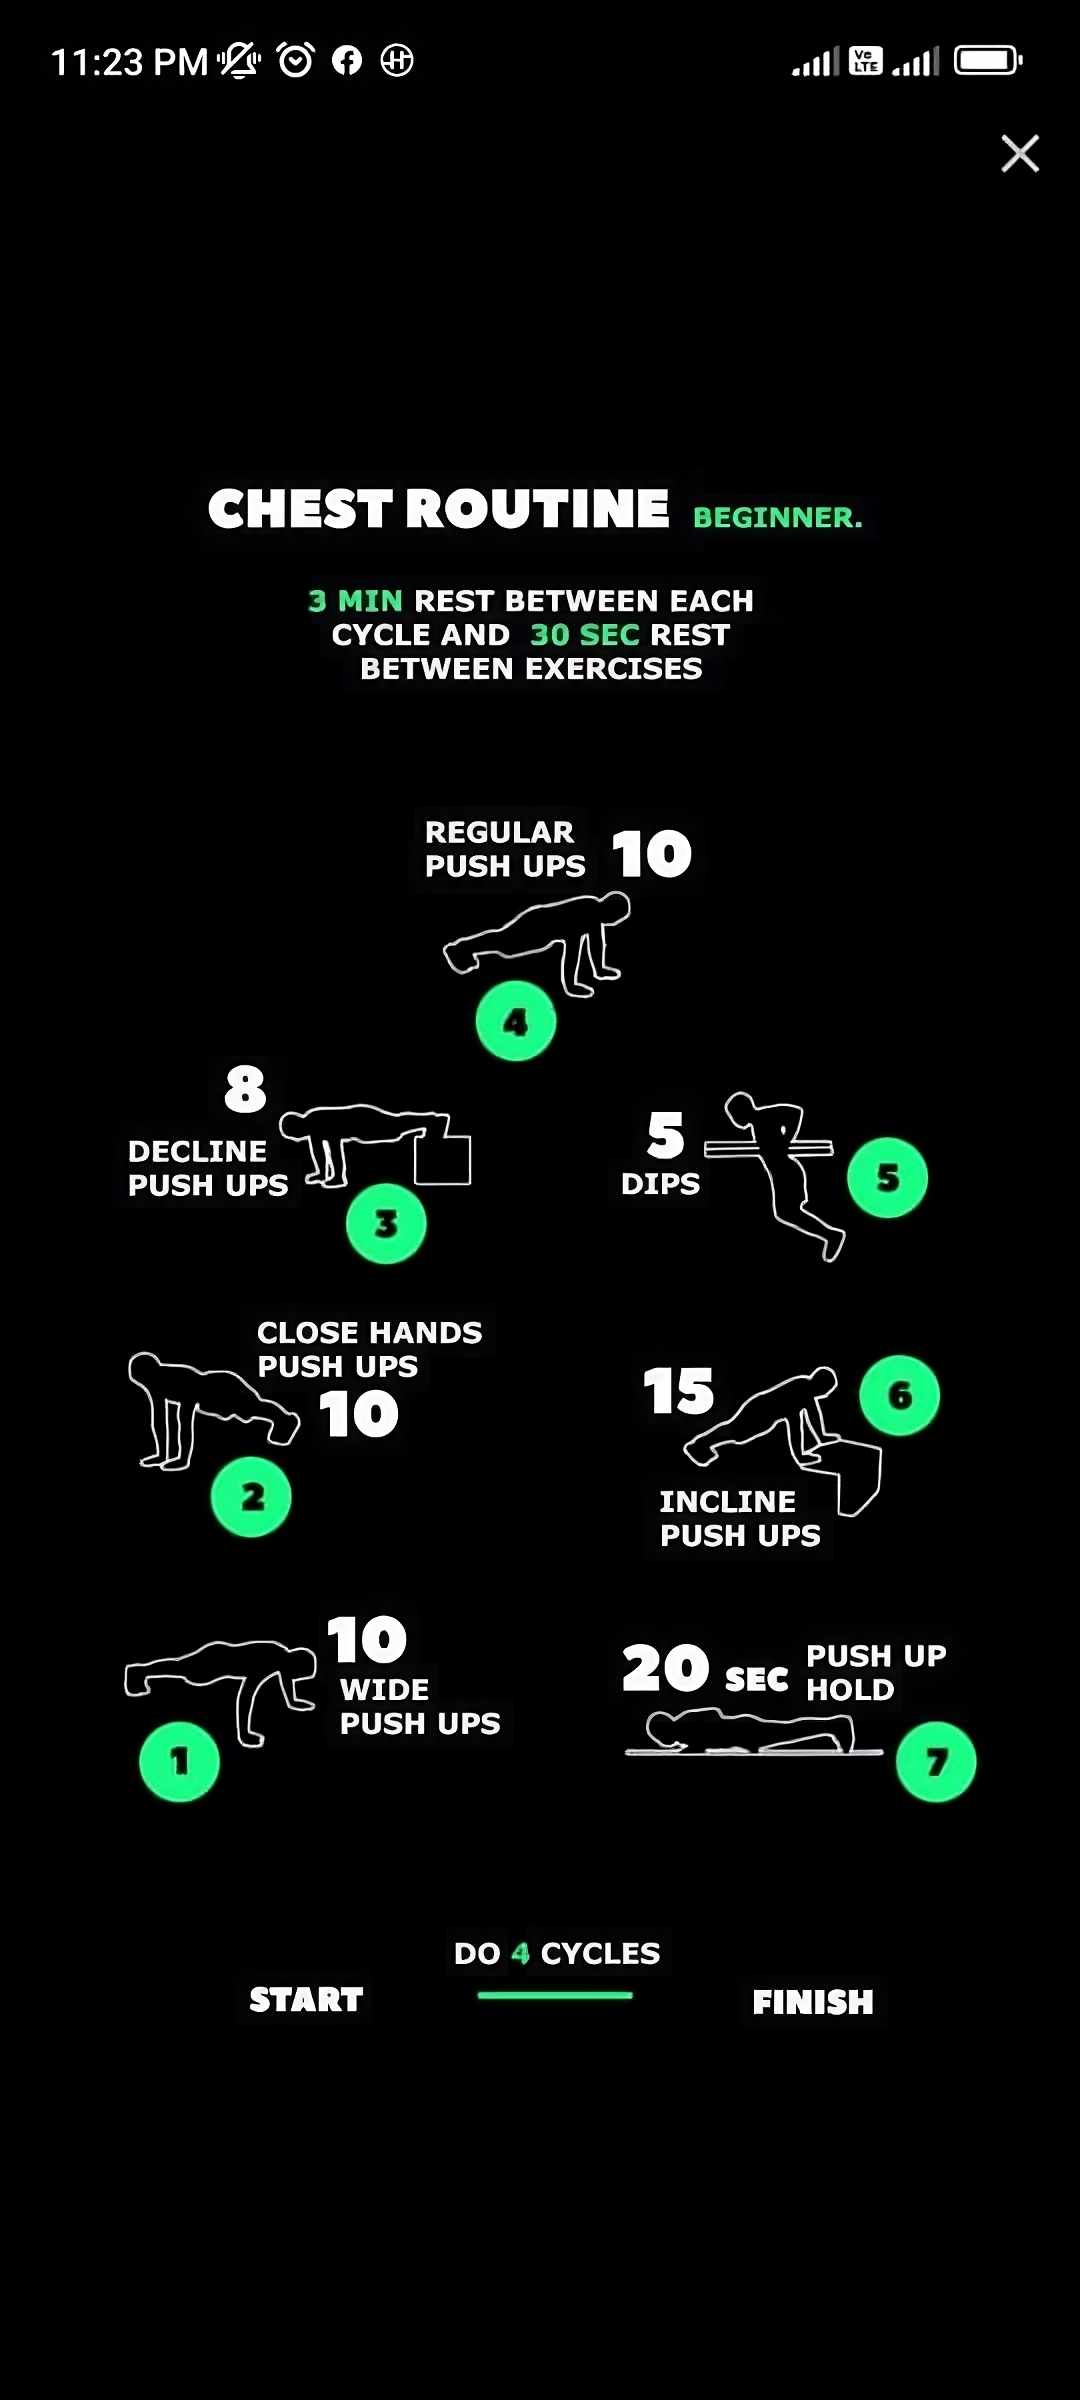 11:23 PM
Vo LTE
CHEST ROUTINE BEGINNER.
3 MIN REST BETWEEN EACH
CYCLE AND 30 SEC REST
BETWEEN EXERCISES
REGULAR
PUSH UPS 10
4
8
DECLINE
PUSH UPS
3
5
DIPS
5
CLOSE HANDS
PUSH UPS
10
2
15
6
INCLINE
PUSH UPS
10
WIDE
PUSH UPS
1
20 SEC PUSH UP
HOLD
7
DO 4 CYCLES
START
FINISH